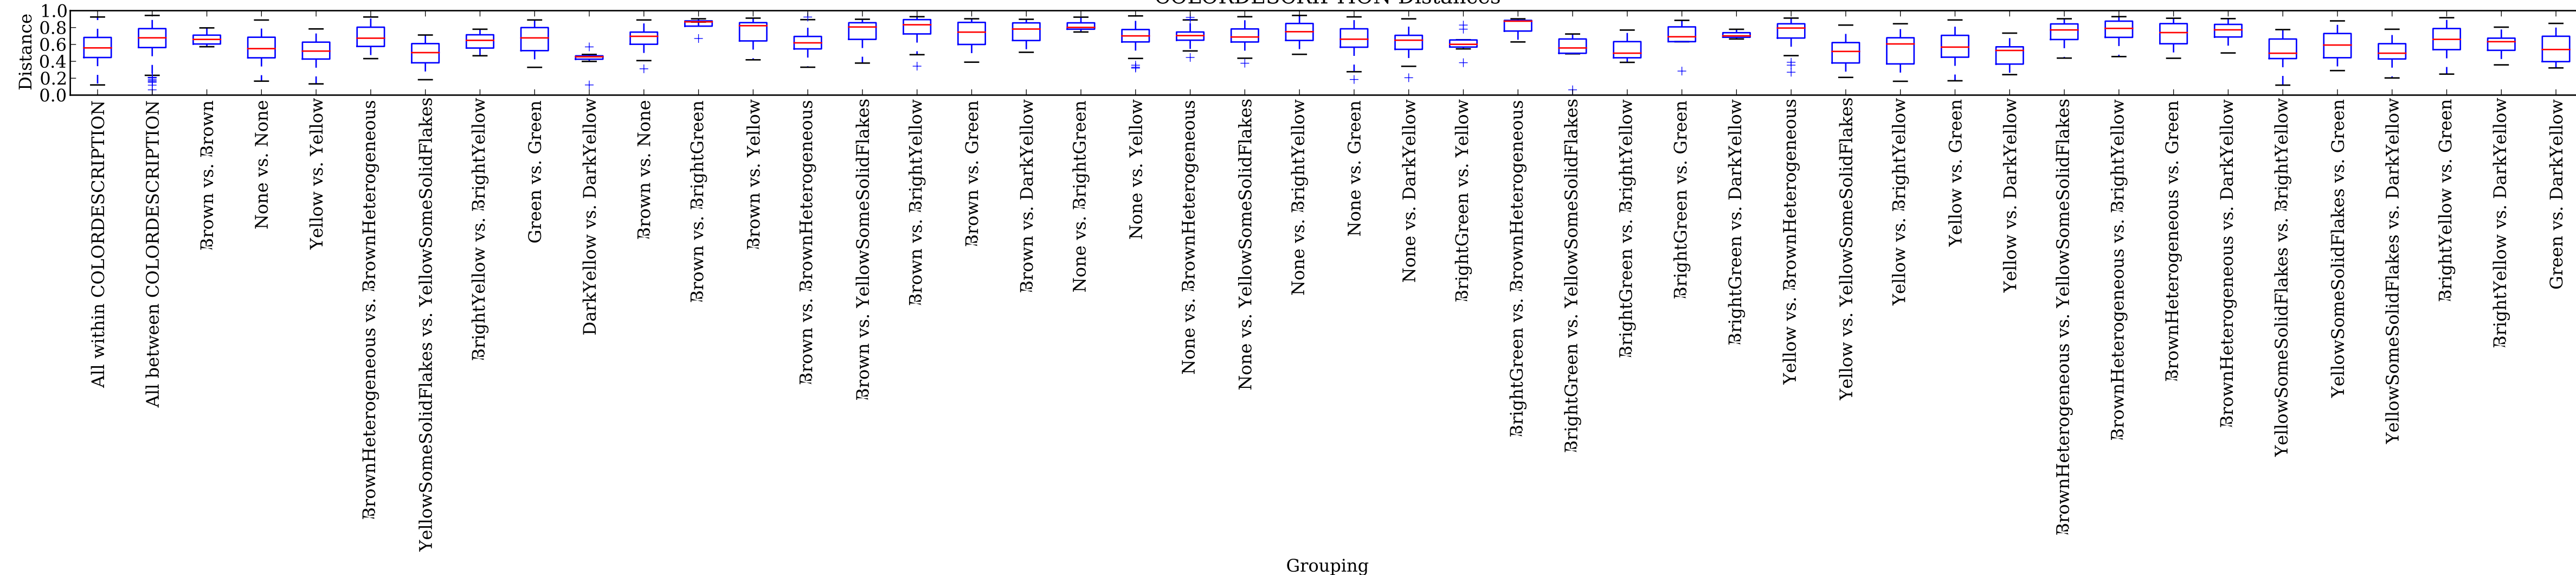 COLORDESCRIPTION Distances
Distance
1.0
0.8
0.6
0.4
0.2
0.0
All within COLORDESCRIPTION
All between COLORDESCRIPTION
Brown vs. Brown
None vs. None
Yellow vs. Yellow
BrownHeterogeneous vs. BrownHeterogeneous
YellowSomeSolidFlakes vs. YellowSomeSolidFlakes
BrightYellow vs. BrightYellow
Green vs. Green
DarkYellow vs. DarkYellow
Brown vs. None
Brown vs. BrightGreen
Brown vs. Yellow
Brown vs. BrownHeterogeneous
Brown vs. YellowSomeSolidFlakes
Brown vs. BrightYellow
Brown vs. Green
Brown vs. DarkYellow
None vs. BrightGreen
None vs. Yellow
None vs. BrownHeterogeneous
None vs. YellowSomeSolidFlakes
None vs. BrightYellow
None vs. Green
None vs. DarkYellow
BrightGreen vs. Yellow
BrightGreen vs. BrownHeterogeneous
BrightGreen vs. YellowSomeSolidFlakes
BrightGreen vs. BrightYellow
BrightGreen vs. Green
BrightGreen vs. DarkYellow
Yellow vs. BrownHeterogeneous
Yellow vs. YellowSomeSolidFlakes
Yellow vs. BrightYellow
Yellow vs. Green
Yellow vs. DarkYellow
BrownHeterogeneous vs. YellowSomeSolidFlakes
BrownHeterogeneous vs. BrightYellow
BrownHeterogeneous vs. Green
BrownHeterogeneous vs. DarkYellow
YellowSomeSolidFlakes vs. BrightYellow
YellowSomeSolidFlakes vs. Green
YellowSomeSolidFlakes vs. DarkYellow
BrightYellow vs. Green
BrightYellow vs. DarkYellow
Green vs. DarkYellow
Grouping